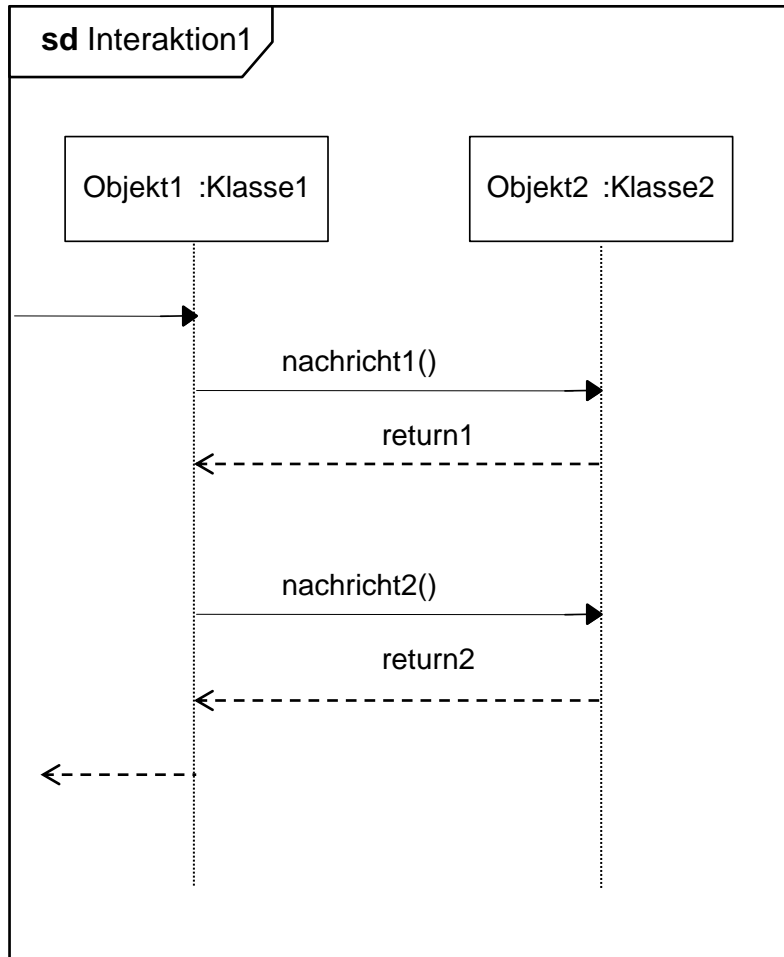 sd Interaktion1
Objekt1 :Klasse1
Objekt2 :Klasse2
nachricht1()
return1
nachricht2()
return2